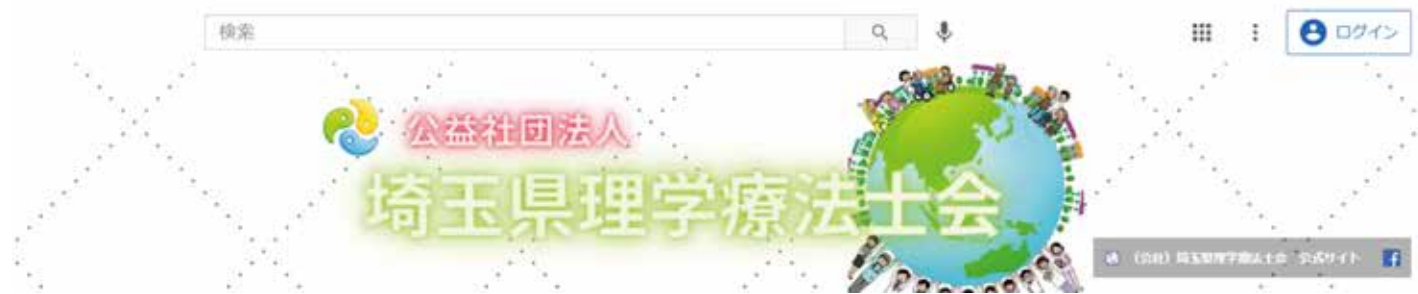 検索
ログイン
公益社団法人
埼玉県理学療法士会
(公社) 埼玉県理学療法士会 公式サイト